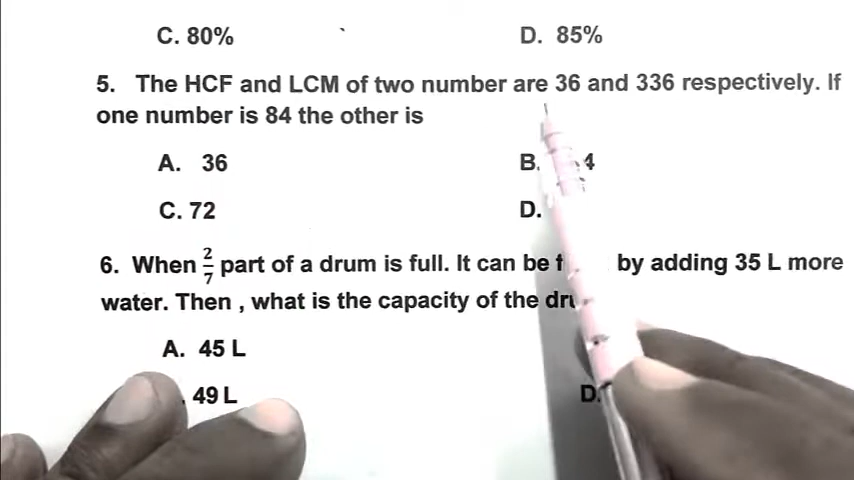 C. 80% D. 85%
5. The HCF and LCM of two number are 36 and 336 respectively. If
one number is 84 the other is
A. 36 B. 4
C. 72 D.
6. When 2/7 part of a drum is full. It can be by adding 35 L more
water. Then , what is the capacity of the
A. 45 L
49 L D.